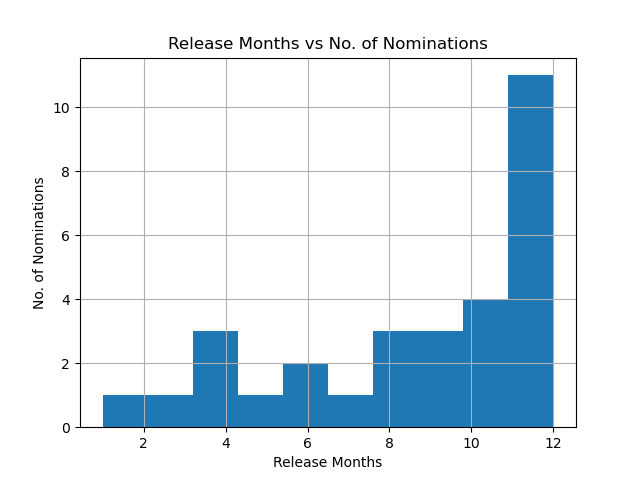 Release Months vs No. of Nominations
No. of Nominations
10
8
6
4
2
0
2 4 6 8 10 12
Release Months